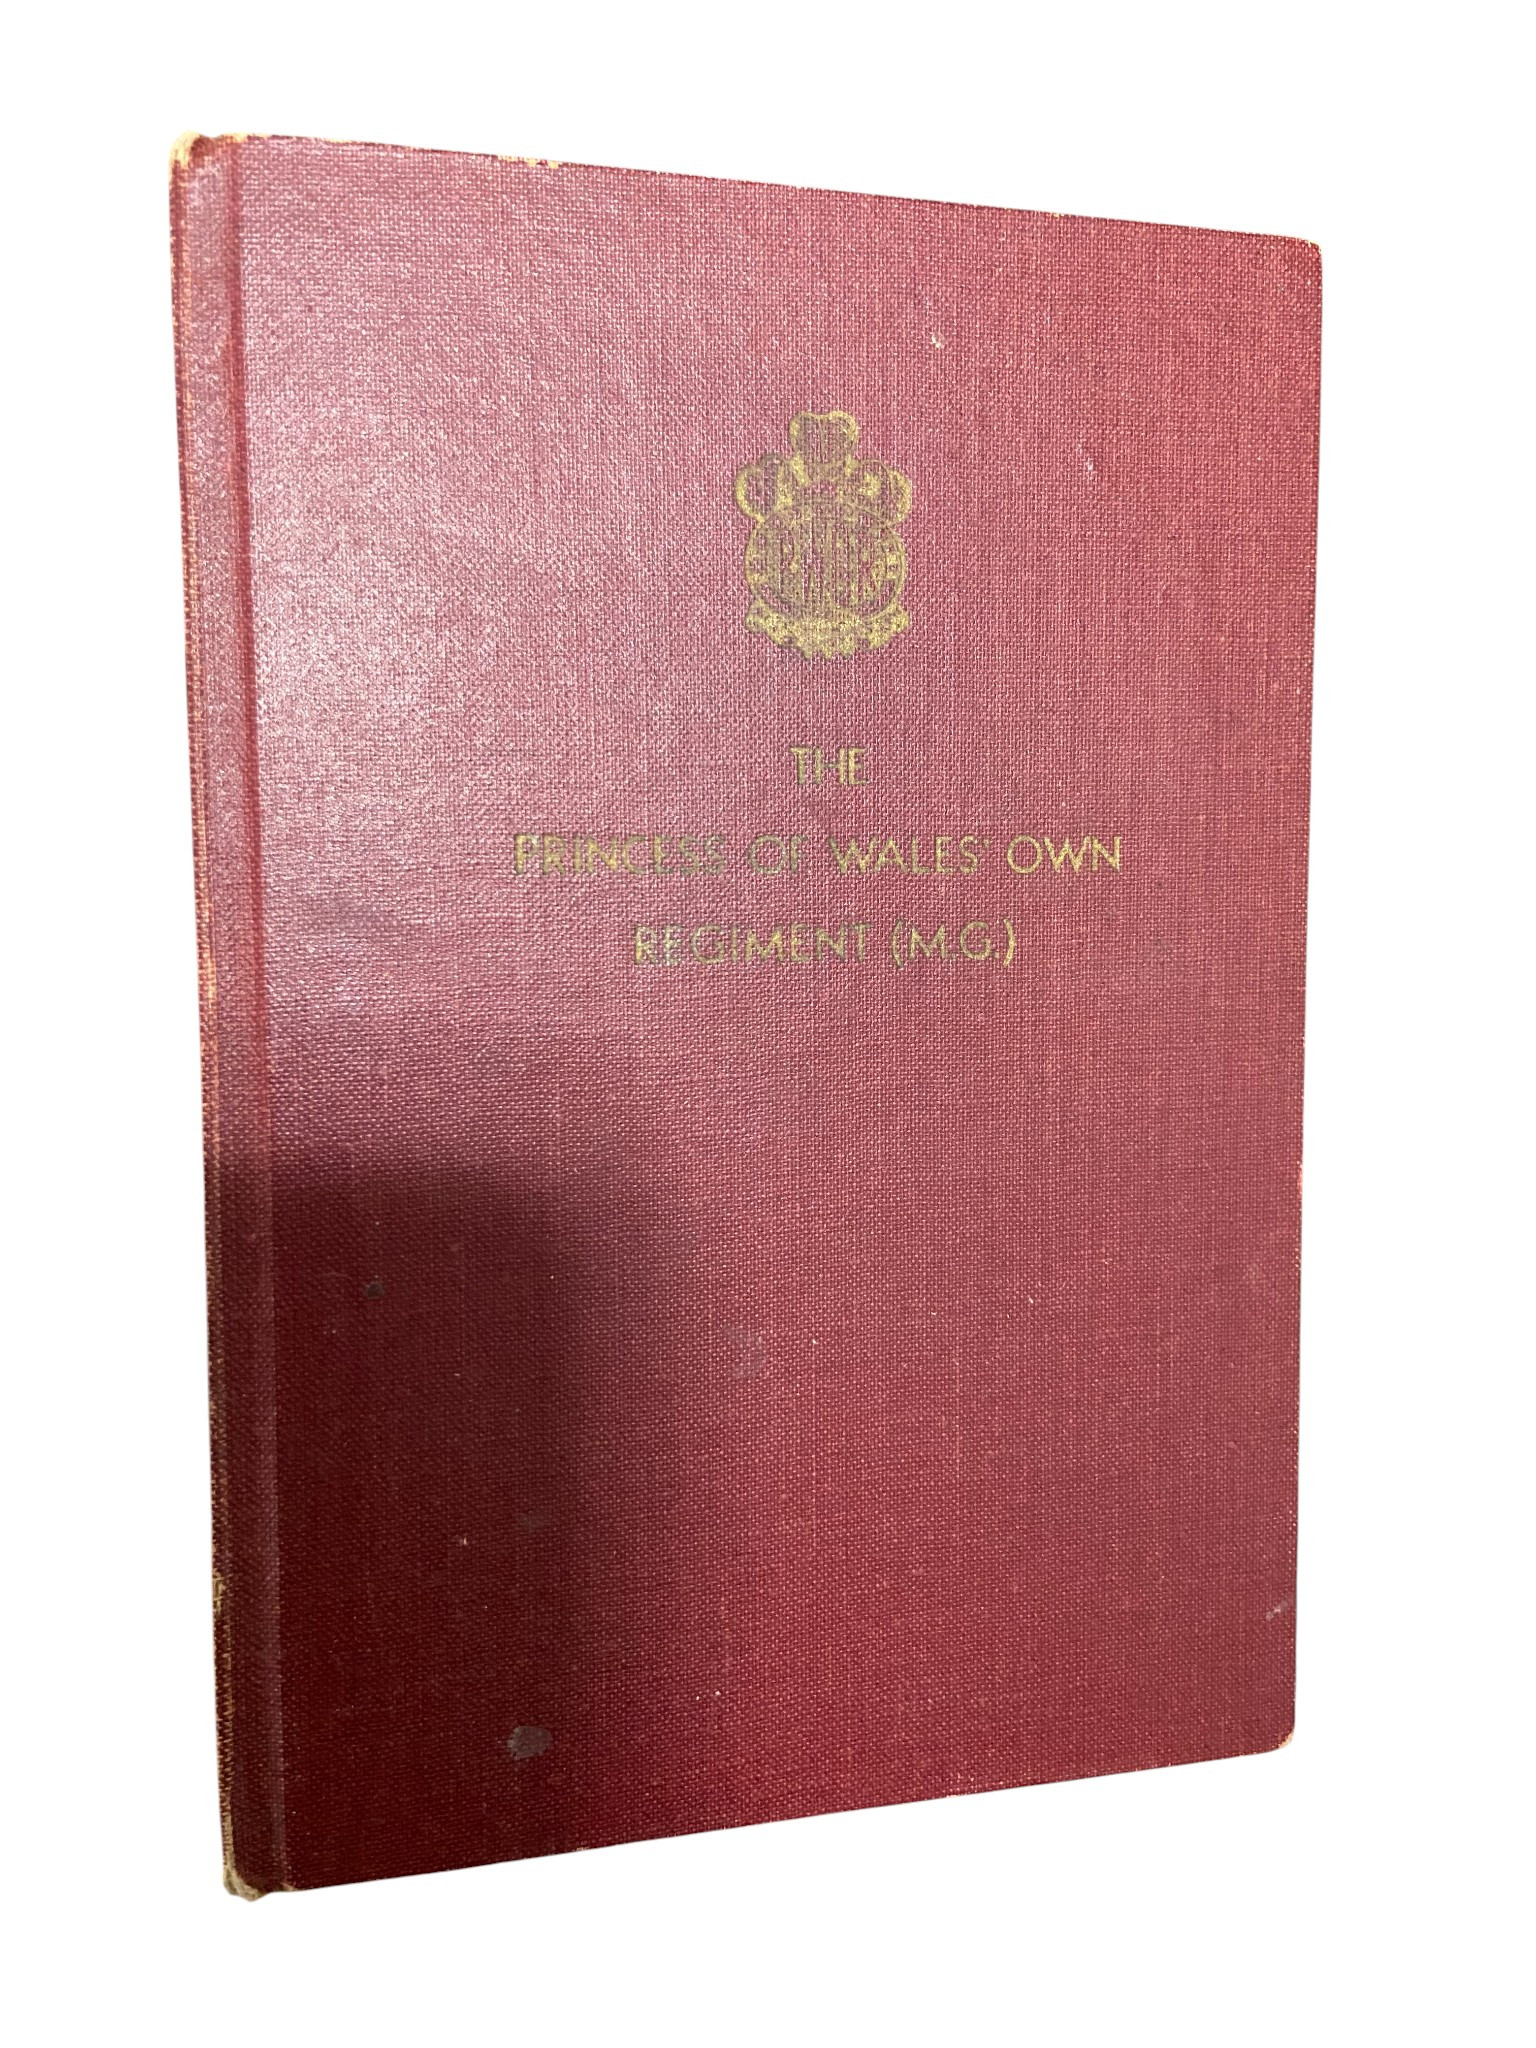 THE
PRINCESS OF WALES' OWN
REGIMENT (M.G.)